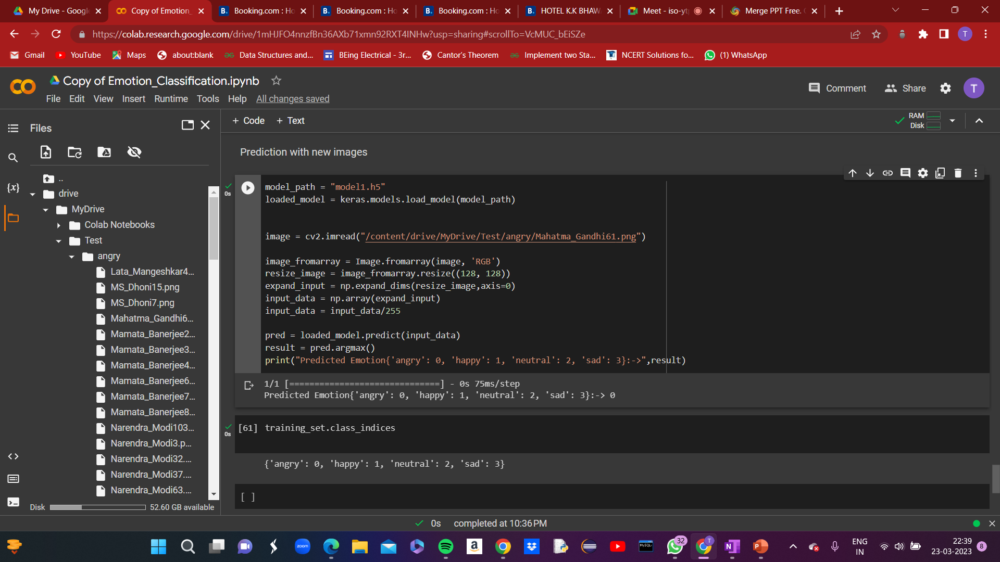 My Drive - Googl
Copy of Emotion_
Booking.com : Ho
Booking.com : Ho
Booking.com : Ho
HOTEL K.K BHAW
Meet - iso-yt
Merge PPT Free.
https://colab.research.google.com/drive/1mHJFO4nnzfBn36AXb71xmn92RXT4INHw?usp=sharing#scrollTo=VcMUC_bEiSZe
T
Gmail YouTube Maps about:blank Data Structures and... BEing Electrical - 3r... Cantor's Theorem Implement two Sta... NCERT Solutions fo... (1) WhatsApp
Copy of Emotion_Classification.ipynb
Comment Share T
File Edit View Insert Runtime Tools Help All changes saved
Files
+ Code + Text
RAM
Disk
Prediction with new images
..
drive
MyDrive
Colab Notebooks
Test
angry
Lata_Mangeshkar4...
MS_Dhoni15.png
MS_Dhoni7.png
Mahatma_Gandhi6...
Mamata_Banerjee2...
Mamata_Banerjee3...
Mamata_Banerjee4...
Mamata_Banerjee6...
Mamata_Banerjee7...
Mamata_Banerjee8...
Narendra_Modi103...
Narendra_Modi3.p...
Narendra_Modi32....
Narendra_Modi37....
Narendra_Modi63....
Disk 52.60 GB available
{x}
0s
model_path = "model1.h5"
loaded_model = keras.models.load_model(model_path)
image = cv2.imread("/content/drive/MyDrive/Test/angry/Mahatma_Gandhi61.png")
image_fromarray = Image.fromarray(image, 'RGB')
resize_image = image_fromarray.resize((128, 128))
expand_input = np.expand_dims(resize_image,axis=0)
input_data = np.array(expand_input)
input_data = input_data/255
pred = loaded_model.predict(input_data)
result = pred.argmax()
print("Predicted Emotion{'angry': 0, 'happy': 1, 'neutral': 2, 'sad': 3}:->",result)
1/1 [==============================] - 0s 75ms/step
Predicted Emotion{'angry': 0, 'happy': 1, 'neutral': 2, 'sad': 3}:-> 0
0s
[61] training_set.class_indices
{'angry': 0, 'happy': 1, 'neutral': 2, 'sad': 3}
[ ]
0s completed at 10:36 PM
zoom
a
MySQL
32
T
N
P
ENG
IN
22:39
23-03-2023
8